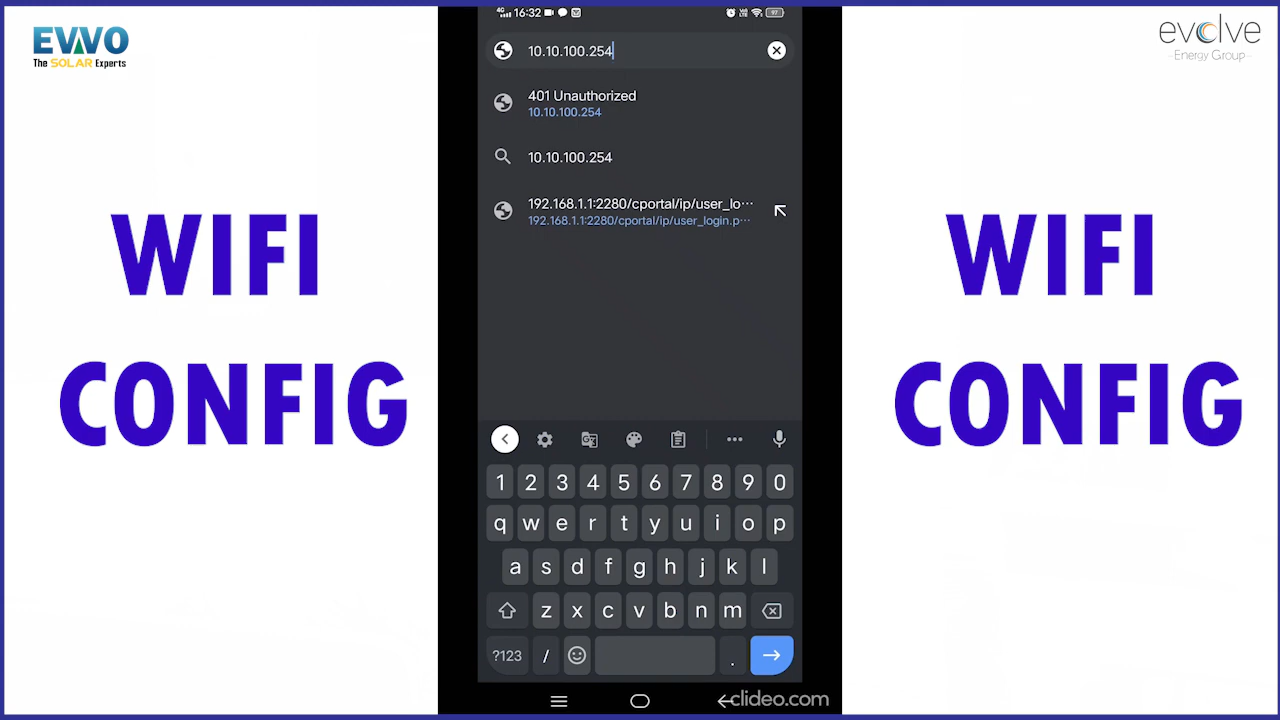 EVVO
The SOLAR Experts
evolve
Energy Group
WIFI
CONFIG
WIFI
CONFIG
4G 16:32 97
10.10.100.254
401 Unauthorized
10.10.100.254
10.10.100.254
192.168.1.1:2280/cportal/ip/user_lo···
192.168.1.1:2280/cportal/ip/user_login.p···
1 2 3 4 5 6 7 8 9 0
q w e r t y u i o p
a s d f g h j k l
z x c v b n m
?123 / .
clideo.com